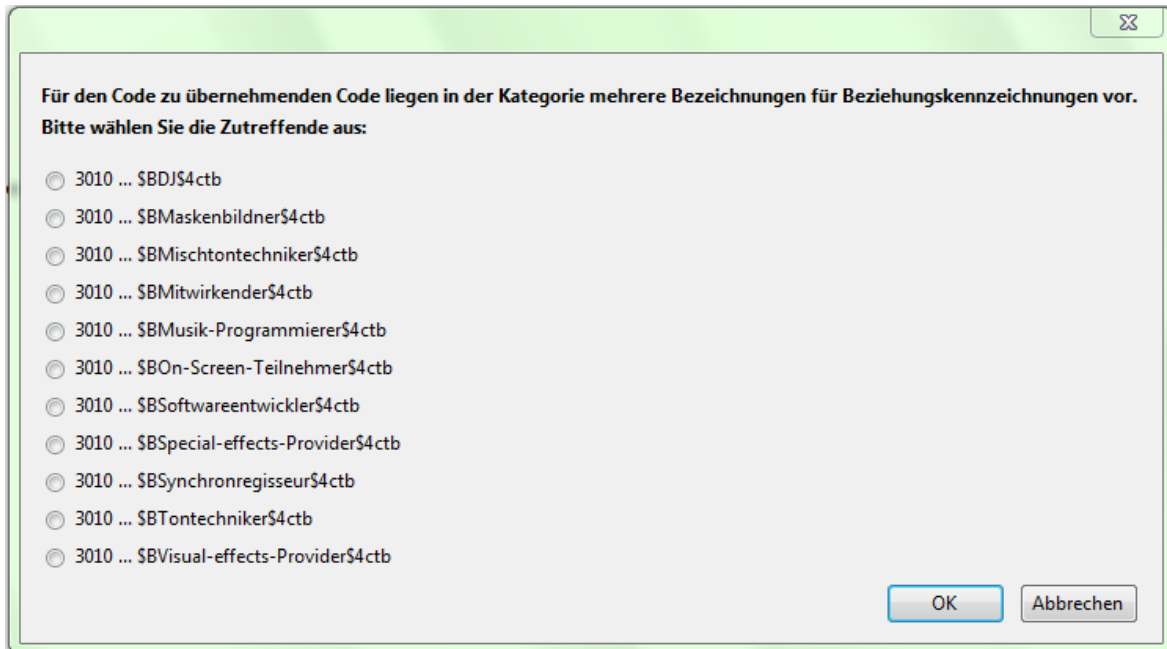 Für den Code zu übernehmenden Code liegen in der Kategorie mehrere Bezeichnungen für Beziehungskennzeichnungen vor.
Bitte wählen Sie die Zutreffende aus:
3010 ... $BDJ$4ctb
3010 ... $BMaskenbildner$4ctb
3010 ... $BMischtontechniker$4ctb
3010 ... $BMitwirkender$4ctb
3010 ... $BMusik-Programmierer$4ctb
3010 ... $BOn-Screen-Teilnehmer$4ctb
3010 ... $BSoftwareentwickler$4ctb
3010 ... $BSpecial-effects-Provider$4ctb
3010 ... $BSynchronregisseur$4ctb
3010 ... $BTontechniker$4ctb
3010 ... $BVisual-effects-Provider$4ctb
OK Abbrechen